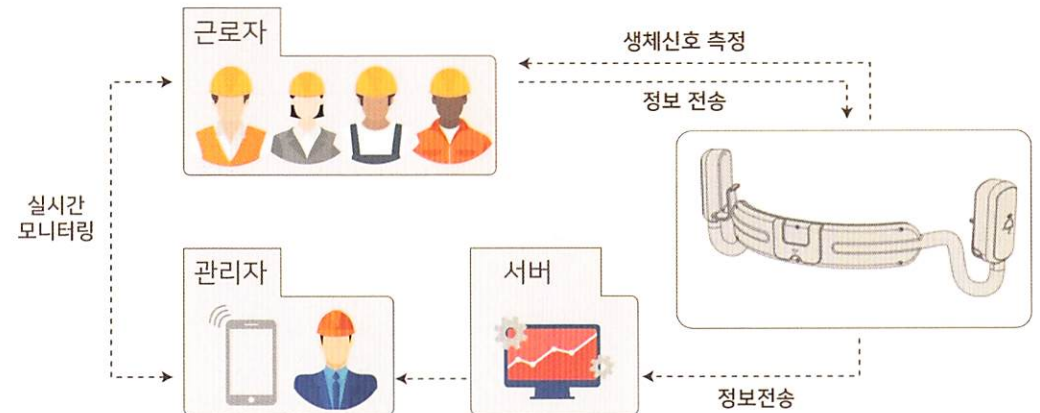 근로자
생체신호 측정
정보 전송
실시간
모니터링
관리자
서버
정보전송